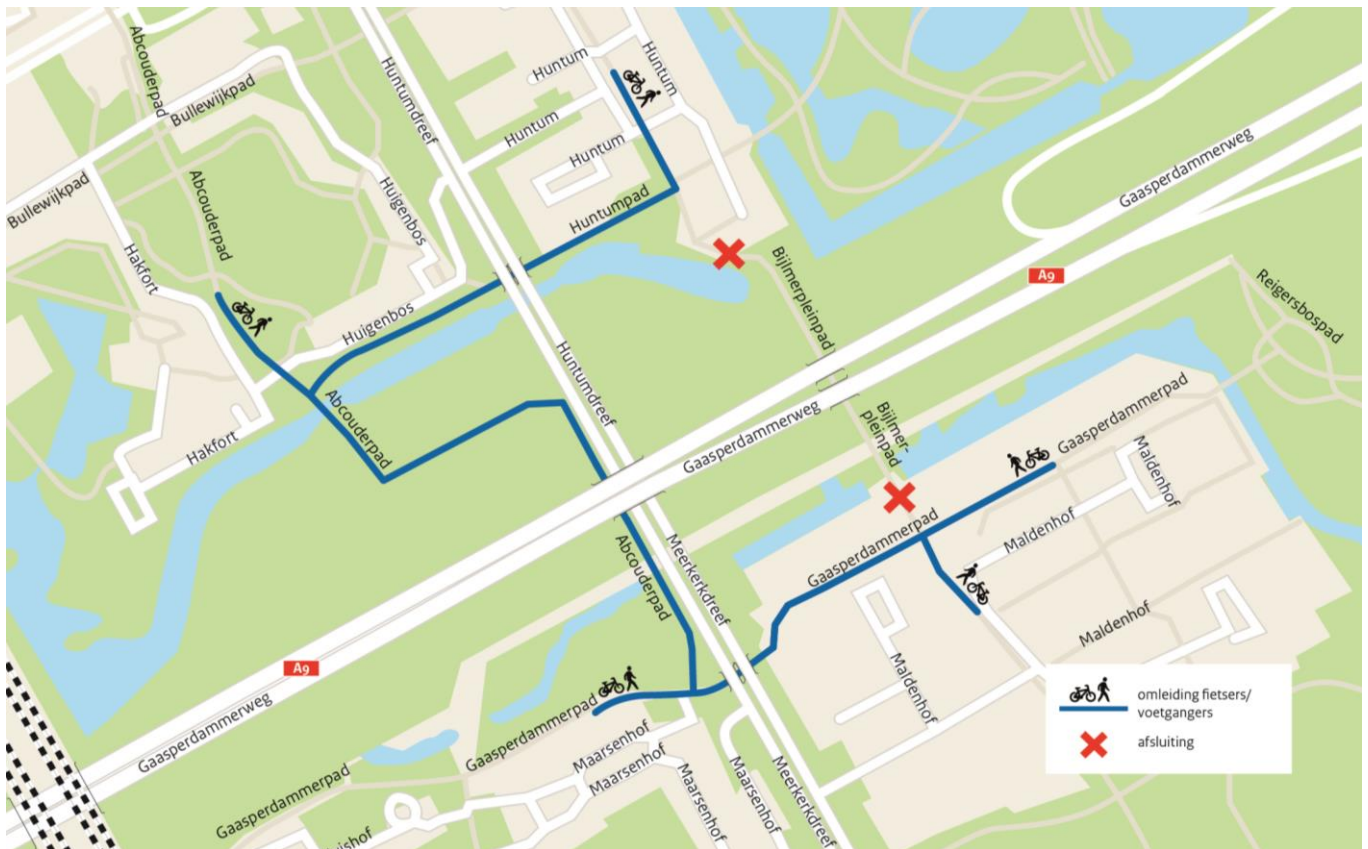 Abcouderpad
Bullewijkpad
Huntumdreef
Huntum
Huntum
Huntum
Huntum
Bullewijkpad
Abcouderpad
Huigenbos
Huntumpad
Gaasperdammerweg
Hakfort
Bijlmerpleinpad
A9
Reigersbospad
Huigenbos
Huntumdreef
Abcouderpad
Hakfort
Gaasperdammerweg
Bijlmer-
pleinpad
Gaasperdammerpad
Maldenhof
Gaasperdammerpad
Maldenhof
Abcouderpad
Meerkerkdreef
Maldenhof
A9
Gaasperdammerweg
Gaasperdammerpad
Maldenhof
Gaasperdammerpad
Maarsenhof
Maarsenhof
Maarsenhof
Maarsenhof
Meerkerkdreef
uishof
omleiding fietsers/
voetgangers
afsluiting